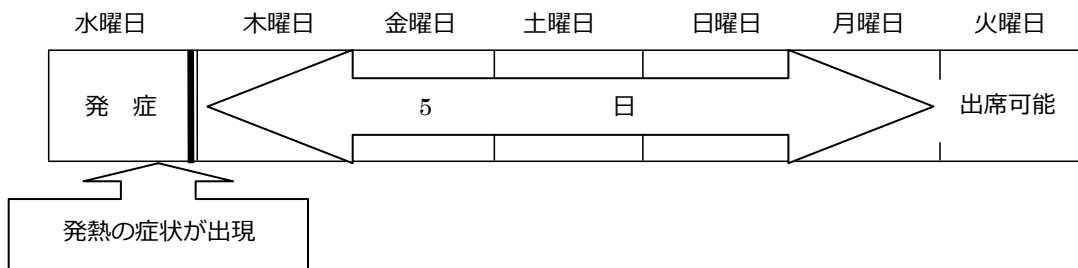 水曜日 木曜日 金曜日 土曜日 日曜日 月曜日 火曜日
発 症 5 日 出席可能
発熱の症状が出現